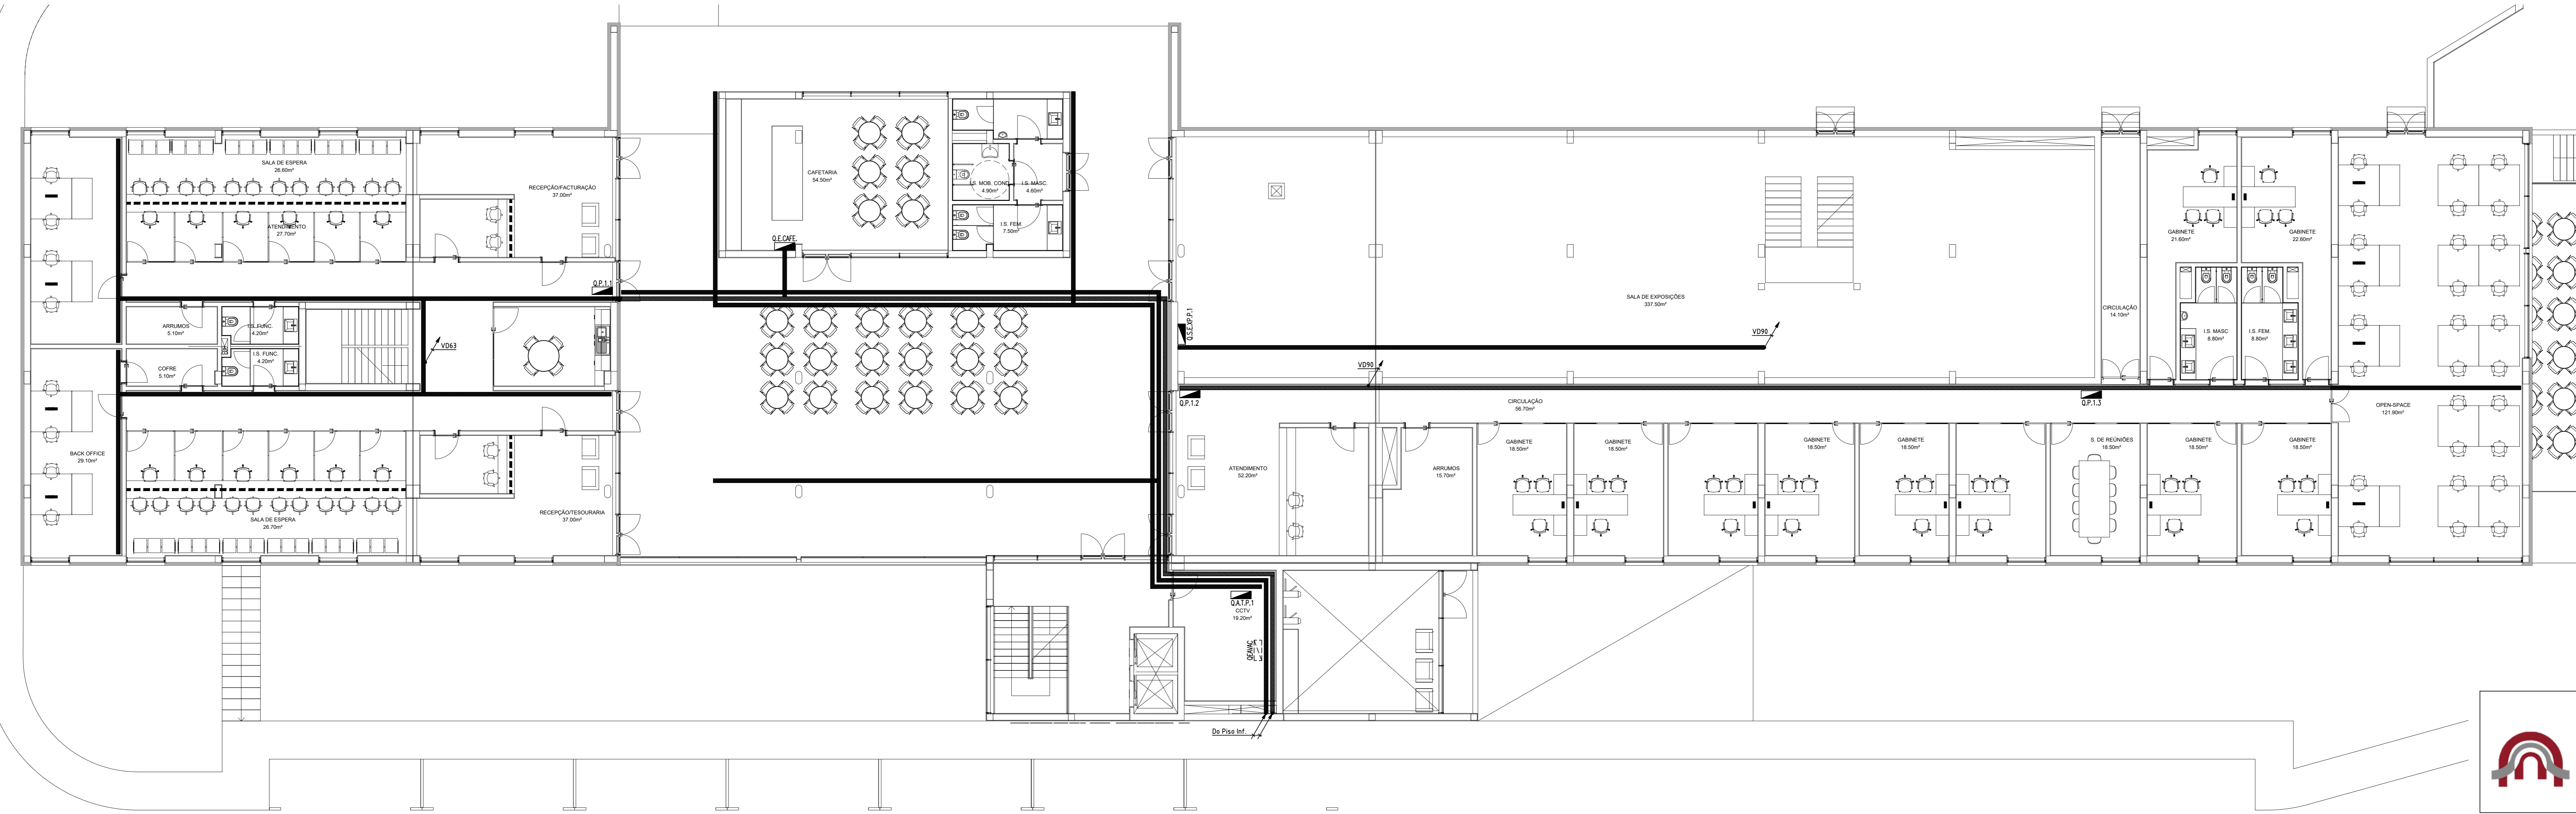 SALA DE ESPERA
26.60m²
ATENDIMENTO
27.70m²
RECEPÇÃO/FACTURAÇÃO
37.00m²
Q.P.1.1
ARRUMOS
5.10m²
I.S. FUNC.
4.20m²
I.S. FUNC.
4.20m²
COFRE
5.10m²
VD63
BACK OFFICE
29.10m²
SALA DE ESPERA
26.70m²
RECEPÇÃO/TESOURARIA
37.00m²
CAFETARIA
54.50m²
I.S. MOB. COND.
4.90m²
I.S. MASC.
4.60m²
I.S. FEM.
7.50m²
Q.E.CAFE.
Q.S.EXP.P.1
SALA DE EXPOSIÇÕES
337.50m²
VD90
VD90
Q.P.1.2
CIRCULAÇÃO
56.70m²
Q.P.1.3
CIRCULAÇÃO
14.10m²
GABINETE
21.60m²
GABINETE
22.60m²
I.S. MASC
8.80m²
I.S. FEM.
8.80m²
OPEN-SPACE
121.90m²
ATENDIMENTO
52.20m²
ARRUMOS
15.70m²
GABINETE
18.50m²
GABINETE
18.50m²
GABINETE
18.50m²
GABINETE
18.50m²
S. DE REÚNIÕES
18.50m²
GABINETE
18.50m²
GABINETE
18.50m²
Q.A.T.P.1
CCTV
19.20m²
QEAVAC
Do Piso Inf.